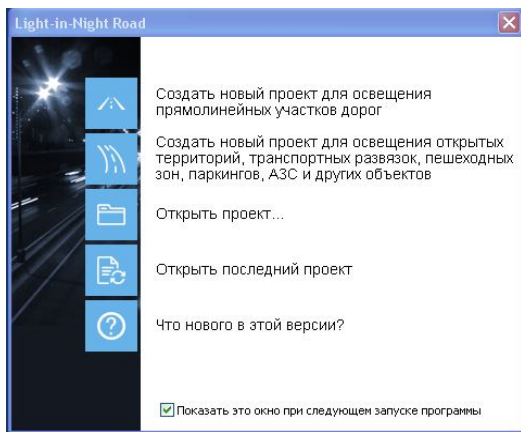 Light-in-Night Road
Создать новый проект для освещения
прямолинейных участков дорог
Создать новый проект для освещения открытых
территорий, транспортных развязок, пешеходных
зон, паркингов, АЗС и других объектов
Открыть проект...
Открыть последний проект
Что нового в этой версии?
Показать это окно при следующем запуске программы